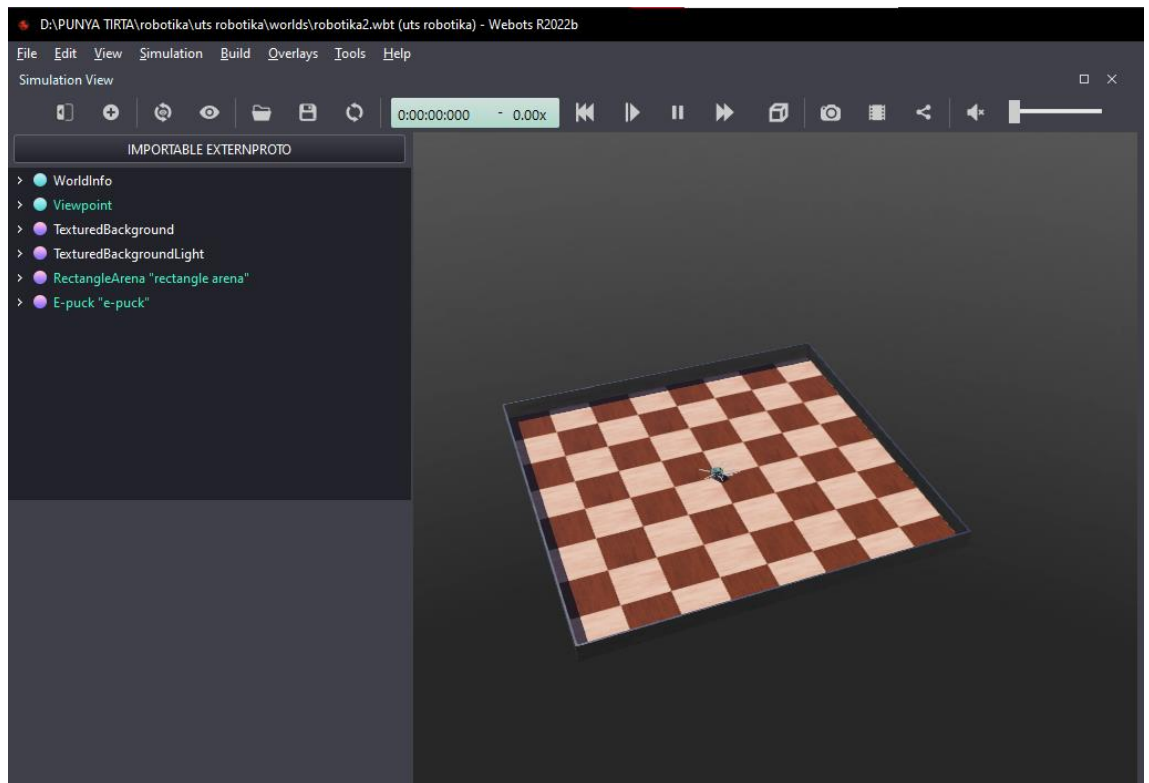 D:\PUNYA TIRTA\robotika\uts robotika\worlds\robotika2.wbt (uts robotika) - Webots R2022b
File Edit View Simulation Build Overlays Tools Help
Simulation View
0:00:00:000 - 0.00x
IMPORTABLE EXTERNPROTO
WorldInfo
Viewpoint
TexturedBackground
TexturedBackgroundLight
RectangleArena "rectangle arena"
E-puck "e-puck"